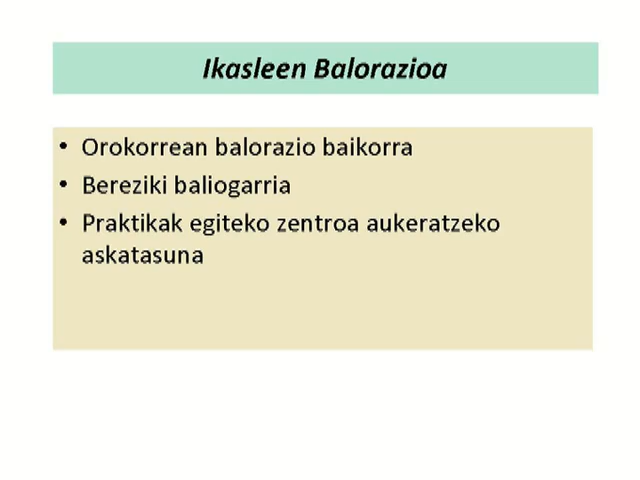 Ikasleen Balorazioa
• Orokorrean balorazio baikorra
• Bereziki baliogarria
• Praktikak egiteko zentroa aukeratzeko
askatasuna